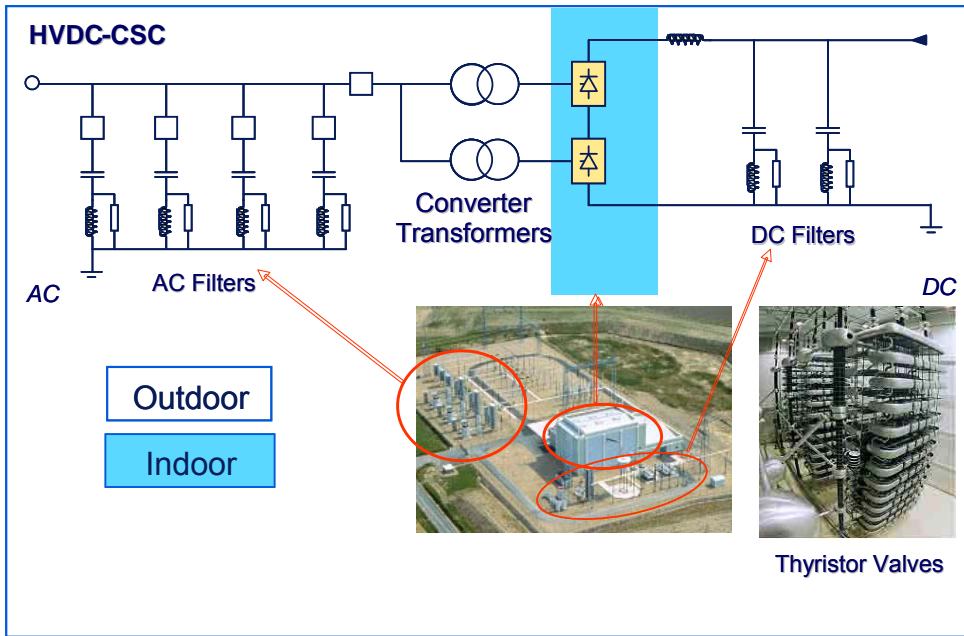 HVDC-CSC
Converter
Transformers
AC Filters
DC Filters
AC
DC
Outdoor
Indoor
Thyristor Valves